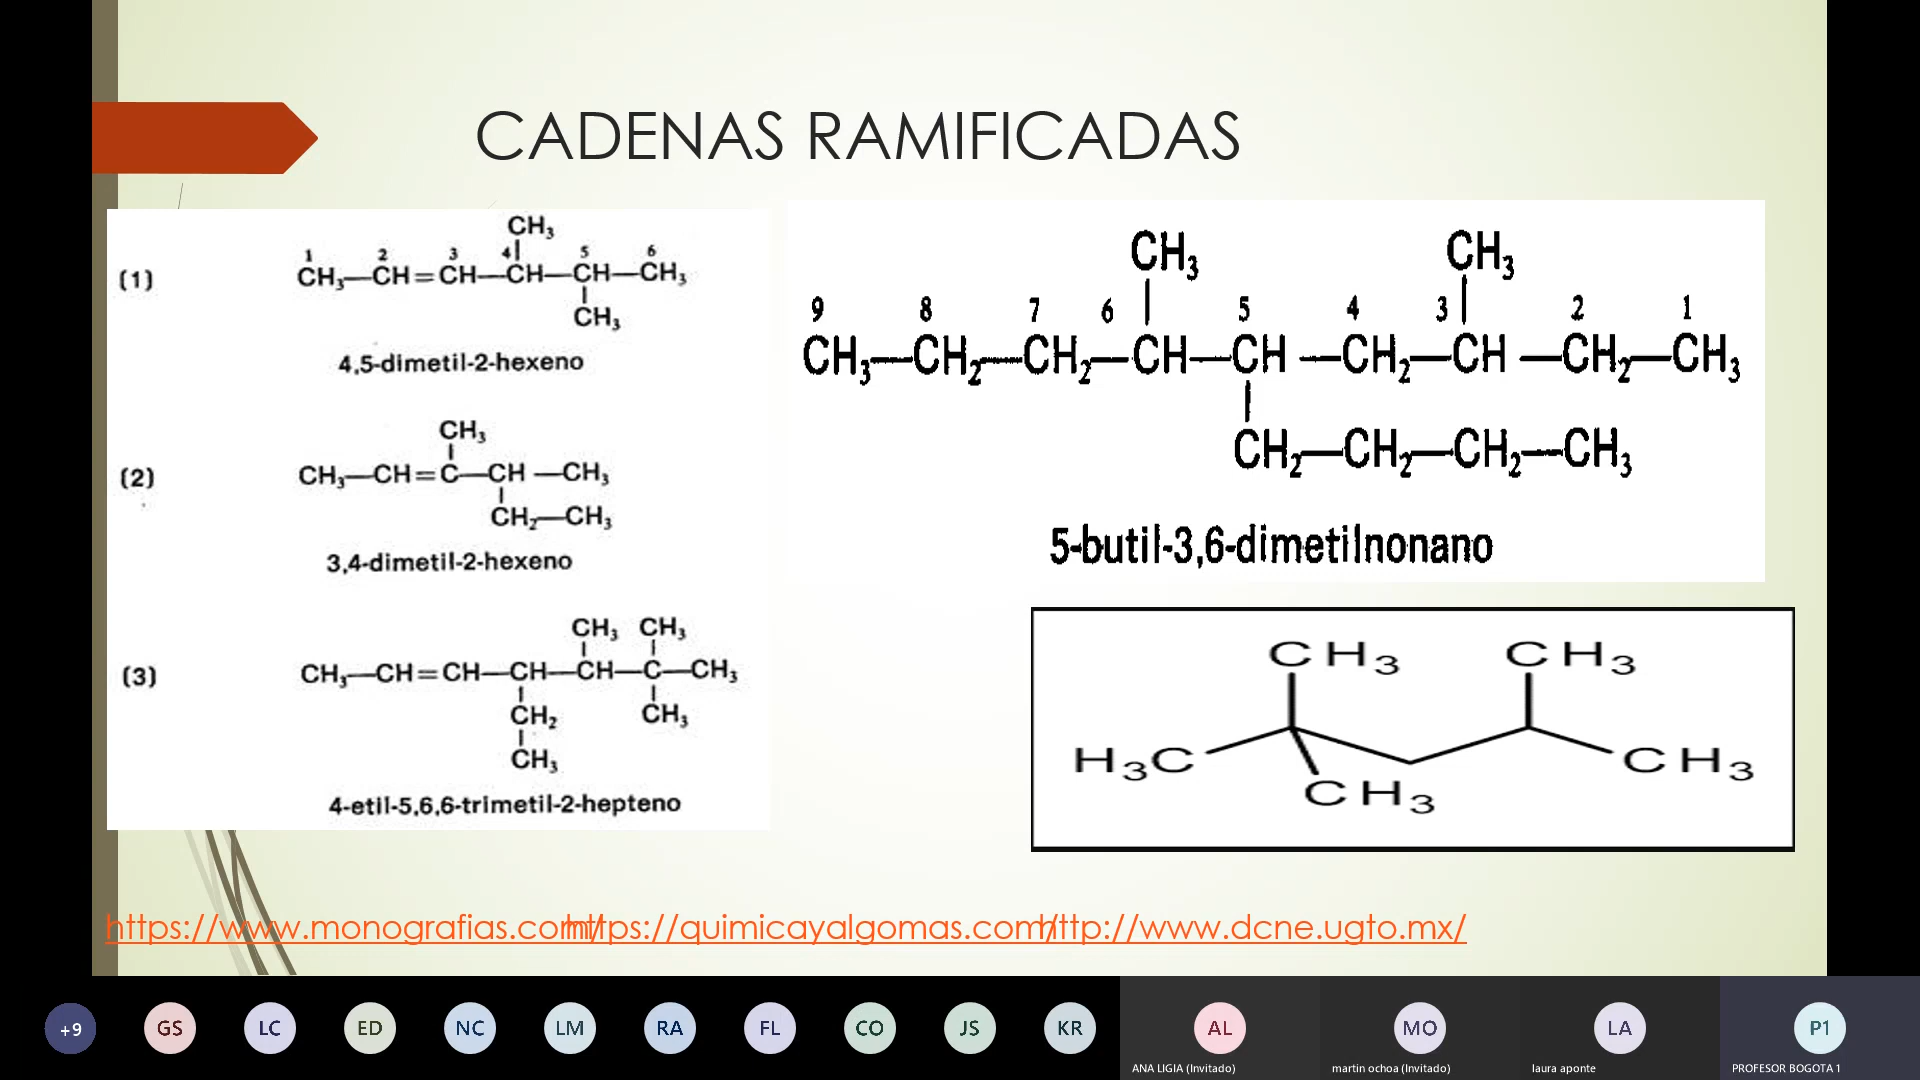 CADENAS RAMIFICADAS
CH₃
1 2 3 4 5 6
(1) CH₃—CH=CH—CH—CH—CH₃
CH₃
4,5-dimetil-2-hexeno
CH₃
(2) CH₃—CH=C—CH—CH₃
CH₂—CH₃
3,4-dimetil-2-hexeno
CH₃ CH₃
(3) CH₃—CH=CH—CH—CH—C—CH₃
CH₂ CH₃
CH₃
4-etil-5,6,6-trimetil-2-hepteno
CH₃ CH₃
9 8 7 6 5 4 3 2 1
CH₃—CH₂—CH₂—CH—CH—CH₂—CH—CH₂—CH₃
CH₂—CH₂—CH₂—CH₃
5-butil-3,6-dimetilnonano
CH₃ CH₃
H₃C CH₃
CH₃
https://www.monografias.com/ https://quimicayalgomas.com/ http://www.dcne.ugto.mx/
+9 GS LC ED NC LM RA FL CO JS KR AL MO LA P1
ANA LIGIA (Invitado) martin ochoa (Invitado) laura aponte PROFESOR BOGOTA 1